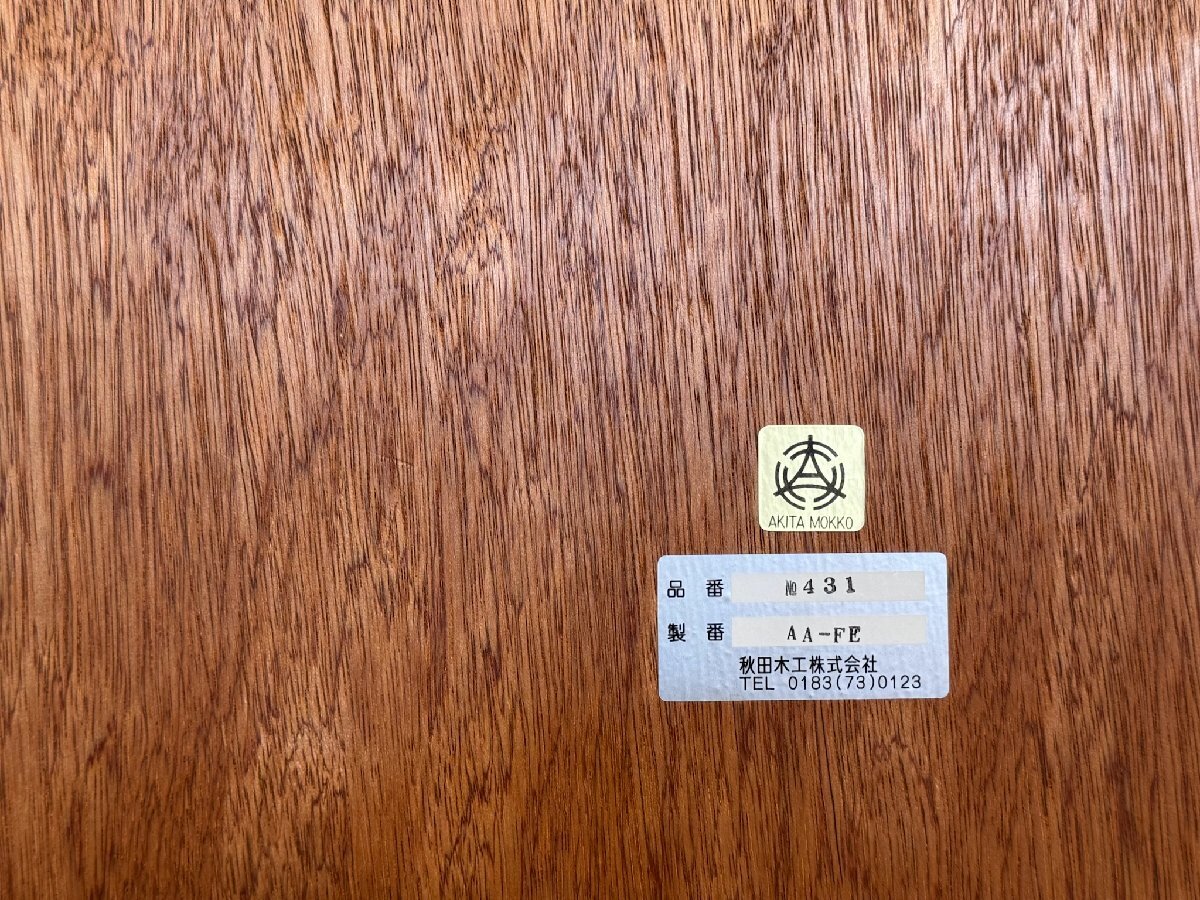 AKITA MOKKO
品番 №431
製番 AA-FE
秋田木工株式会社
TEL 0183(73)0123